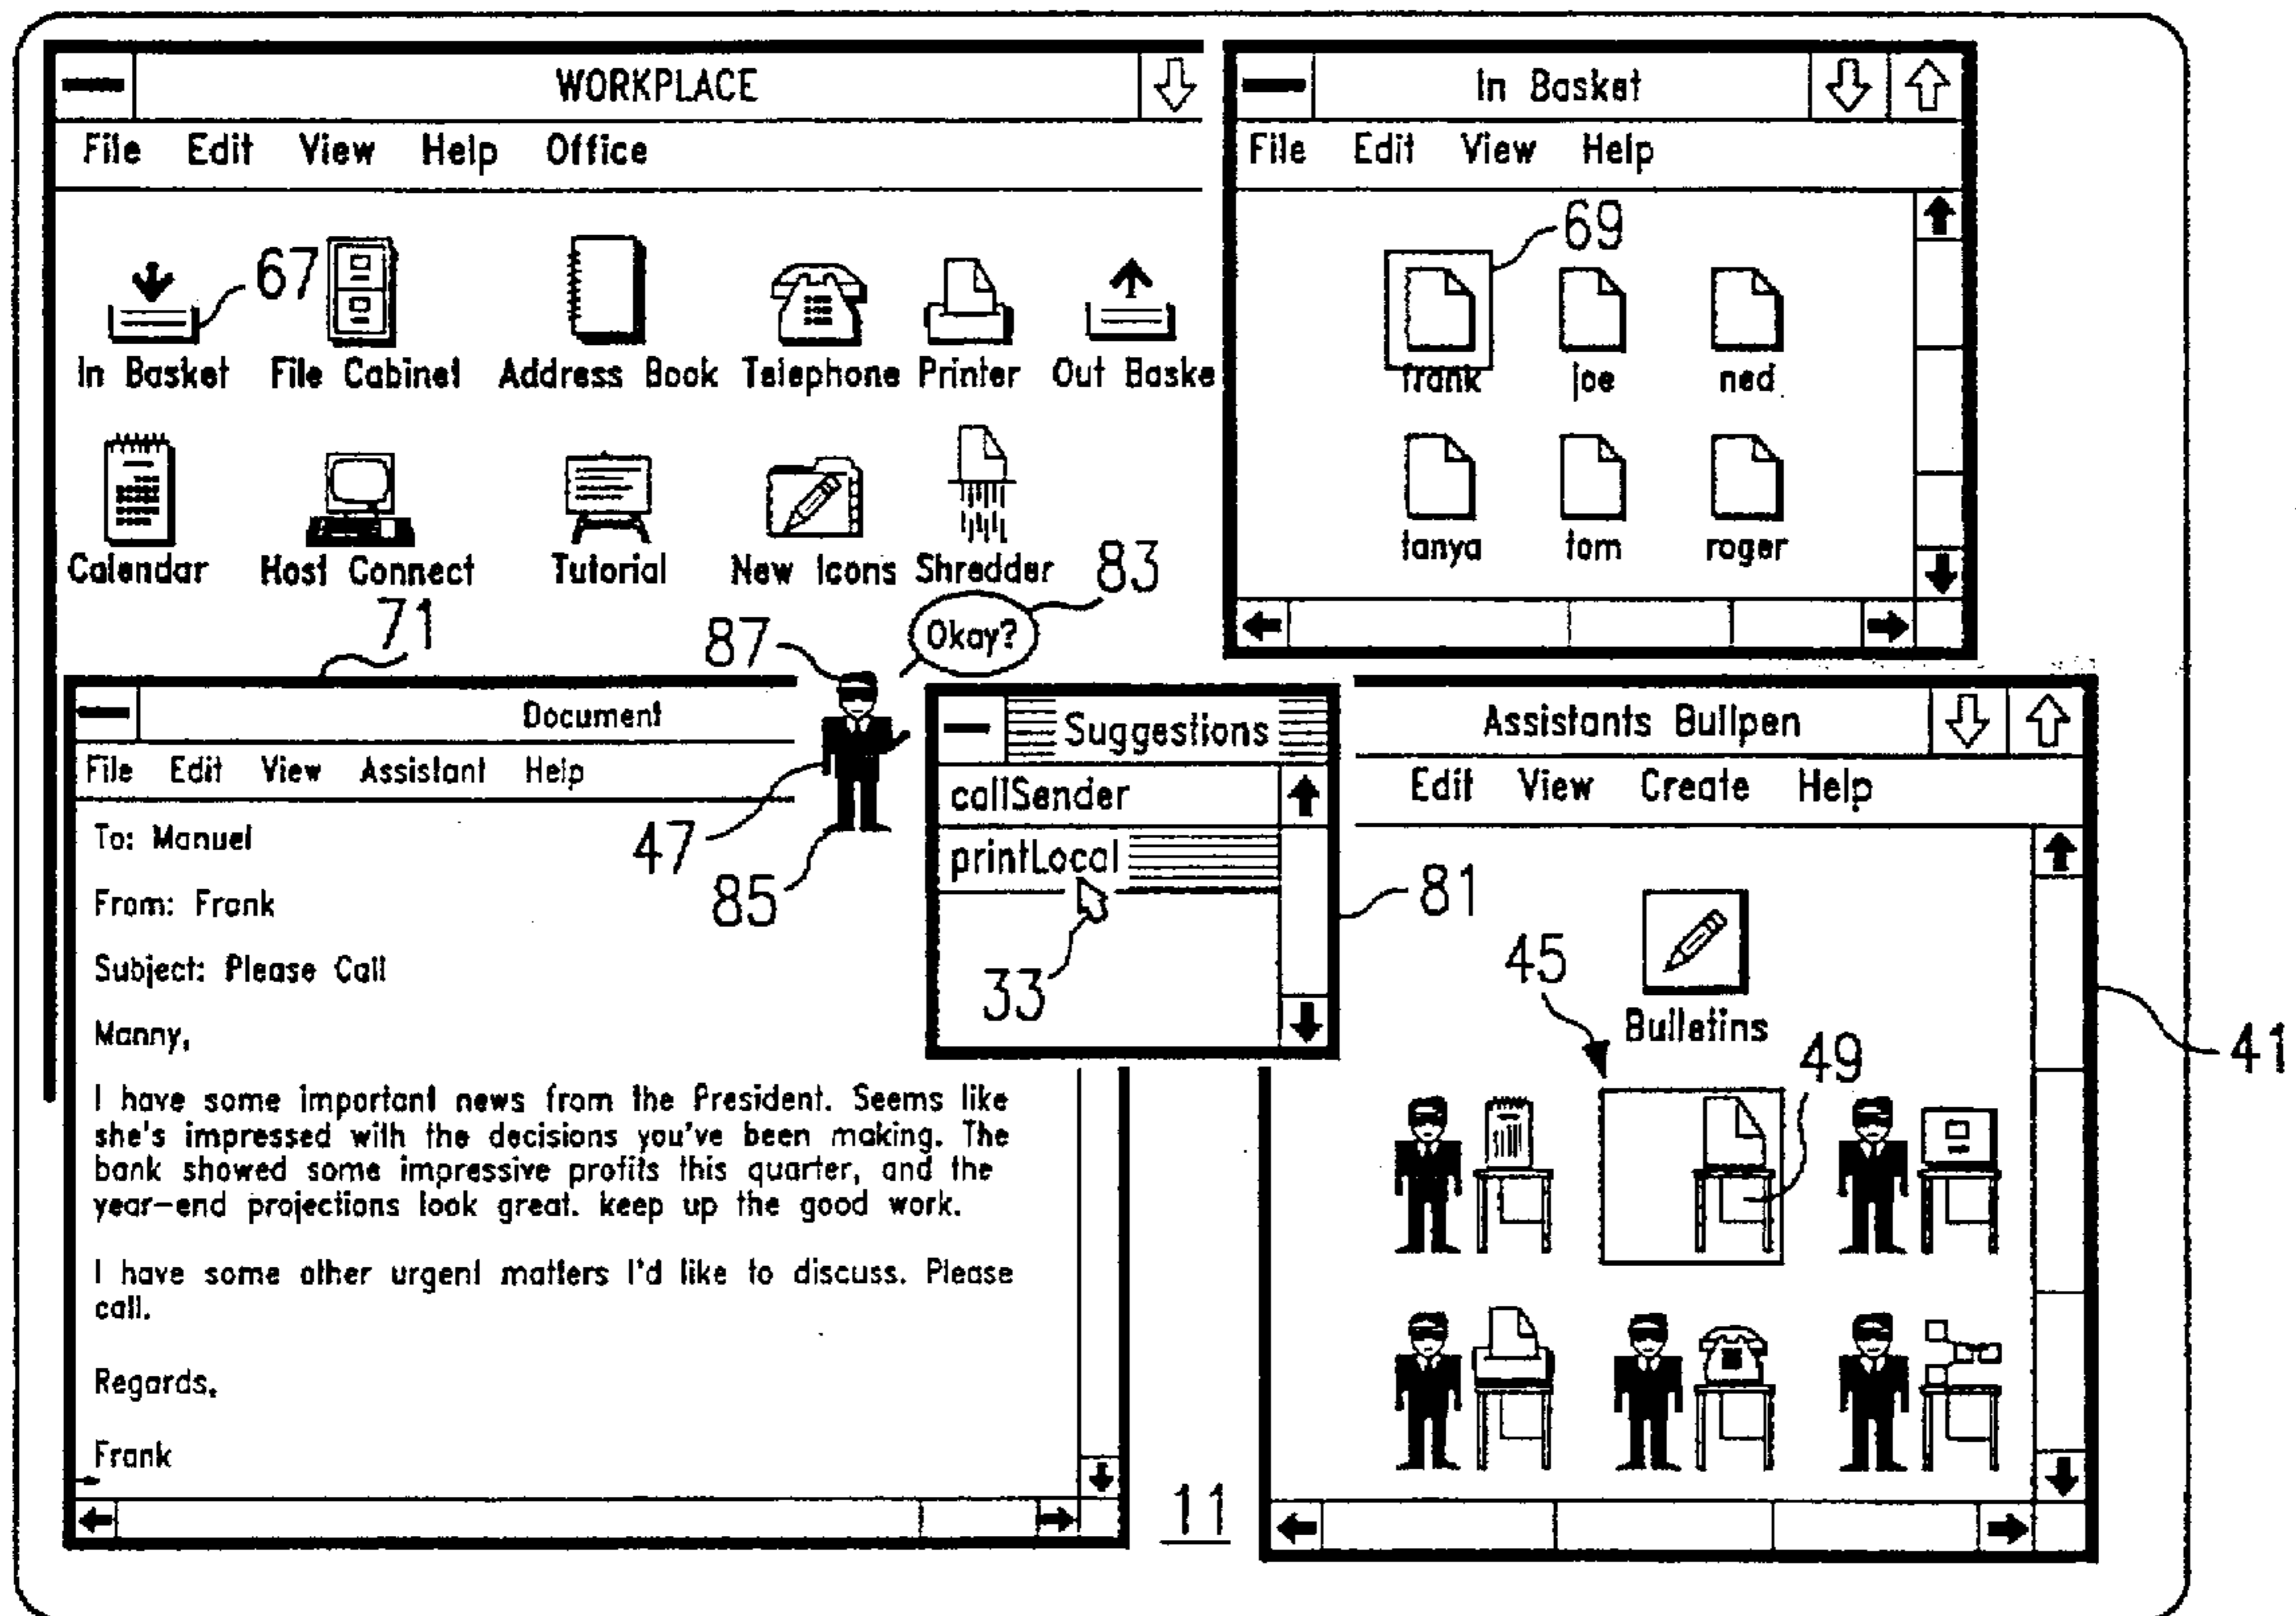 WORKPLACE
File Edit View Help Office
67
In Basket File Cabinet Address Book Telephone Printer Out Baske
Calendar Host Connect Tutorial New Icons Shredder
In Basket
File Edit View Help
69
frank joe ned
tanya tom roger
83
Okay?
87
71
Document
File Edit View Assistant Help
47
85
To: Manuel
From: Frank
Subject: Please Call
Manny,
I have some important news from the President. Seems like
she's impressed with the decisions you've been making. The
bank showed some impressive profits this quarter, and the
year-end projections look great. keep up the good work.
I have some other urgent matters I'd like to discuss. Please
call.
Regards,
Frank
Suggestions
callSender
printLocal
81
33
Assistants Bullpen
Edit View Create Help
45
Bulletins
49
41
11